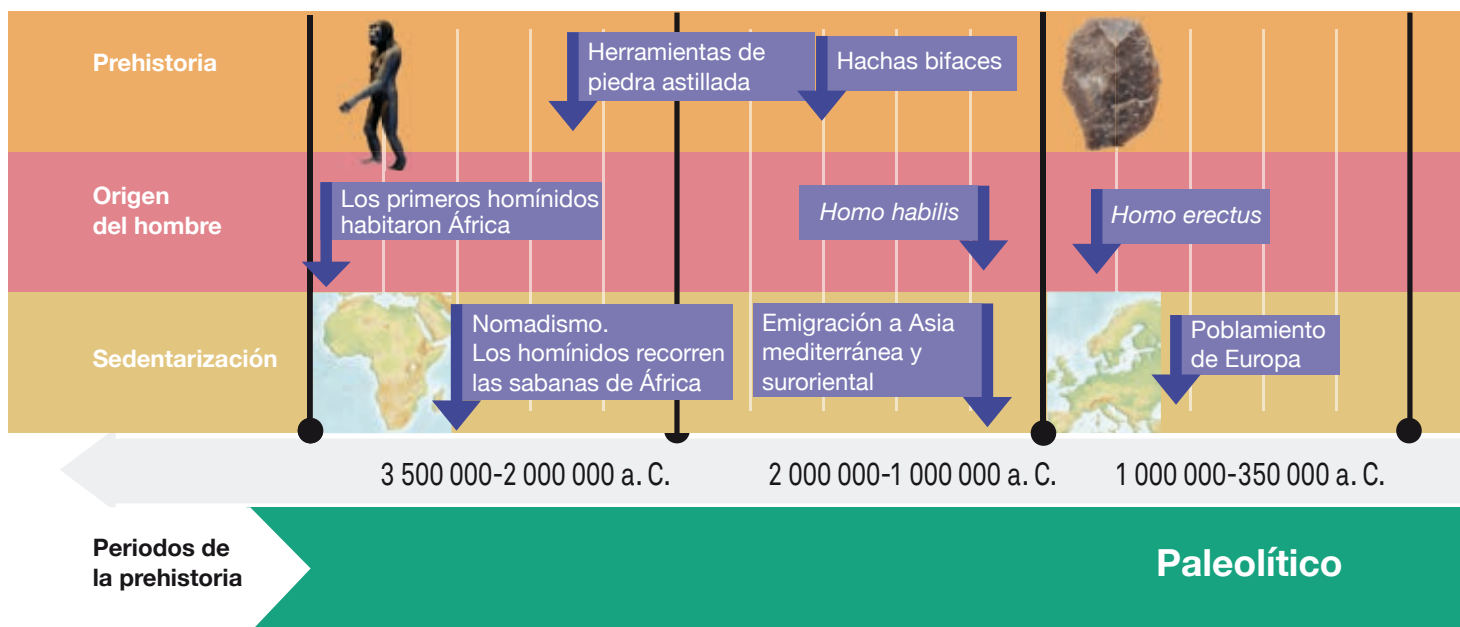 Prehistoria
Herramientas de
piedra astillada
Hachas bifaces
Origen
del hombre
Los primeros homínidos
habitaron África
Homo habilis
Homo erectus
Sedentarización
Nomadismo.
Los homínidos recorren
las sabanas de África
Emigración a Asia
mediterránea y
suroriental
Poblamiento
de Europa
3 500 000-2 000 000 a. C.
2 000 000-1 000 000 a. C.
1 000 000-350 000 a. C.
Periodos de
la prehistoria
Paleolítico